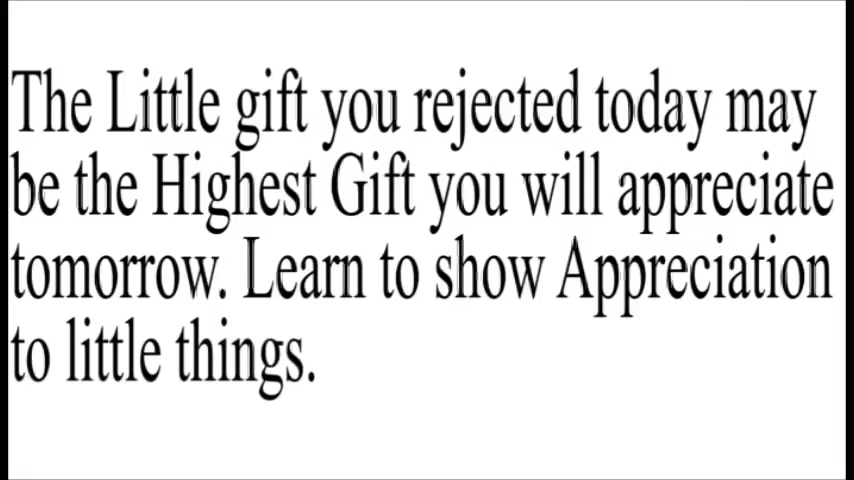 The Little gift you rejected today may
be the Highest Gift you will appreciate
tomorrow. Learn to show Appreciation
to little things.